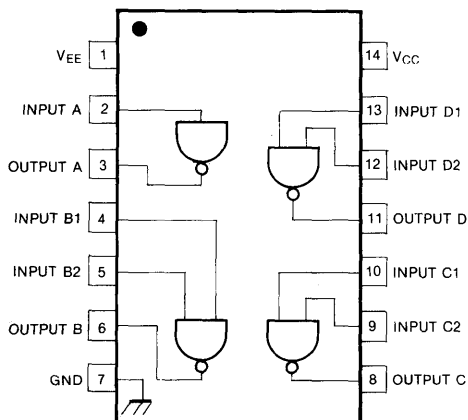 VEE 1
14 VCC
INPUT A 2
13 INPUT D1
OUTPUT A 3
12 INPUT D2
INPUT B1 4
11 OUTPUT D
INPUT B2 5
10 INPUT C1
OUTPUT B 6
9 INPUT C2
GND 7
8 OUTPUT C